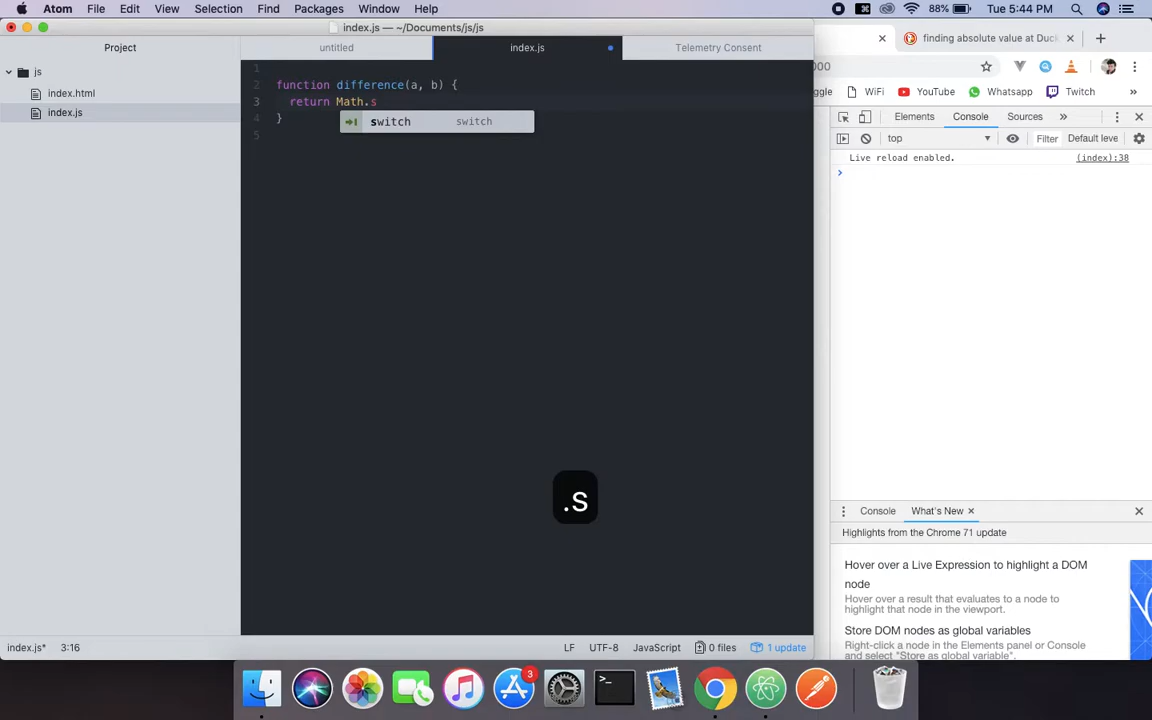 Atom File Edit View Selection Find Packages Window Help
88% Tue 5:44 PM
index.js — ~/Documents/js/js
Project
untitled
index.js
Telemetry Consent
js
index.html
index.js
1
2 function difference(a, b) {
3 return Math.s
4 }
5
switch switch
.s
index.js* 3:16
LF UTF-8 JavaScript 0 files 1 update
finding absolute value at Duck
000
ggle WiFi YouTube Whatsapp Twitch »
Elements Console Sources »
top Filter Default leve
Live reload enabled. (index):38
Console What's New
Highlights from the Chrome 71 update
Hover over a Live Expression to highlight a DOM
node
Hover over a result that evaluates to a node to
highlight that node in the viewport.
Store DOM nodes as global variables
Right-click a node in the Elements panel or Console
and select "Store as global variable".
3